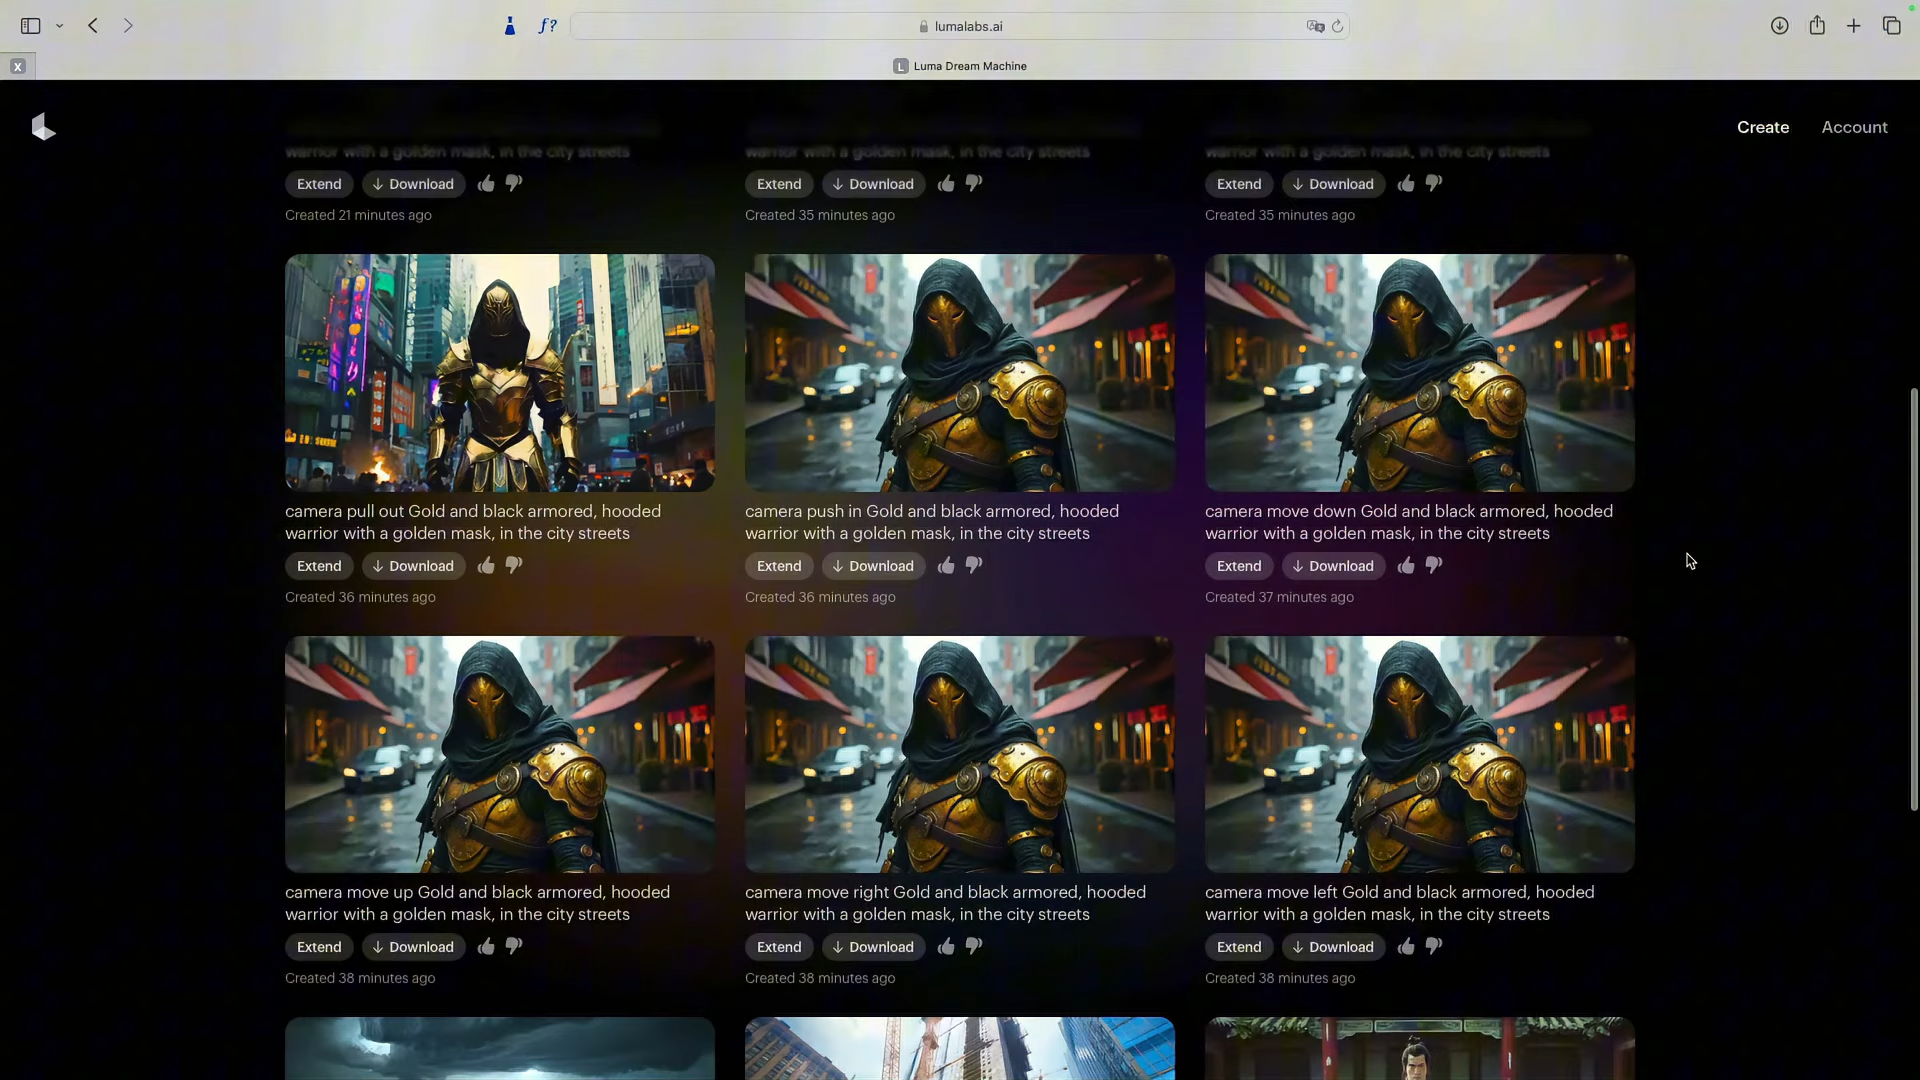 f?
lumalabs.ai
X
L Luma Dream Machine
Create
Account
warrior with a golden mask, in the city streets
Extend
Download
Created 21 minutes ago
warrior with a golden mask, in the city streets
Extend
Download
Created 35 minutes ago
warrior with a golden mask, in the city streets
Extend
Download
Created 35 minutes ago
camera pull out Gold and black armored, hooded
warrior with a golden mask, in the city streets
Extend
Download
Created 36 minutes ago
camera push in Gold and black armored, hooded
warrior with a golden mask, in the city streets
Extend
Download
Created 36 minutes ago
camera move down Gold and black armored, hooded
warrior with a golden mask, in the city streets
Extend
Download
Created 37 minutes ago
camera move up Gold and black armored, hooded
warrior with a golden mask, in the city streets
Extend
Download
Created 38 minutes ago
camera move right Gold and black armored, hooded
warrior with a golden mask, in the city streets
Extend
Download
Created 38 minutes ago
camera move left Gold and black armored, hooded
warrior with a golden mask, in the city streets
Extend
Download
Created 38 minutes ago